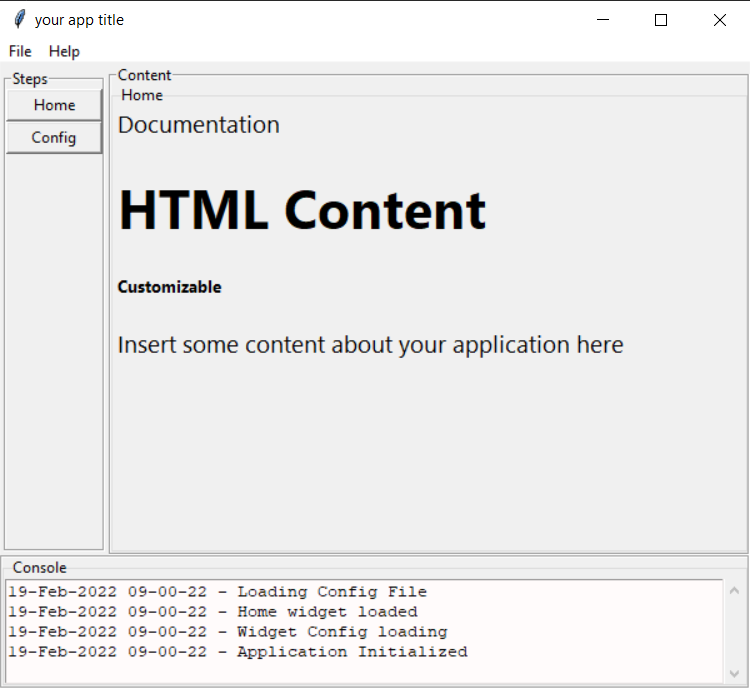 your app title
File Help
Steps
Home
Config
Content
Home
Documentation
HTML Content
Customizable
Insert some content about your application here
Console
19-Feb-2022 09-00-22 - Loading Config File
19-Feb-2022 09-00-22 - Home widget loaded
19-Feb-2022 09-00-22 - Widget Config loading
19-Feb-2022 09-00-22 - Application Initialized